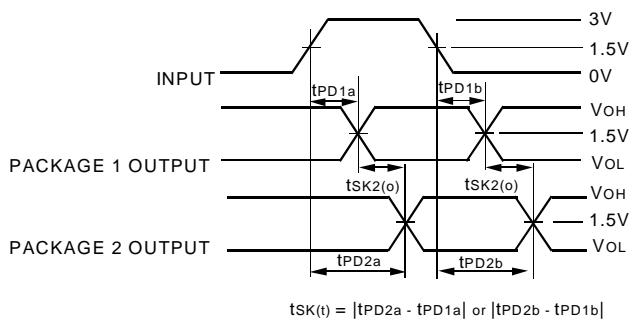 3V
1.5V
INPUT
0V
tPD1a
tPD1b
VOH
1.5V
PACKAGE 1 OUTPUT
VOL
tSK2(o)
tSK2(o)
VOH
1.5V
PACKAGE 2 OUTPUT
VOL
tPD2a
tPD2b
tSK(t) = |tPD2a - tPD1a| or |tPD2b - tPD1b|